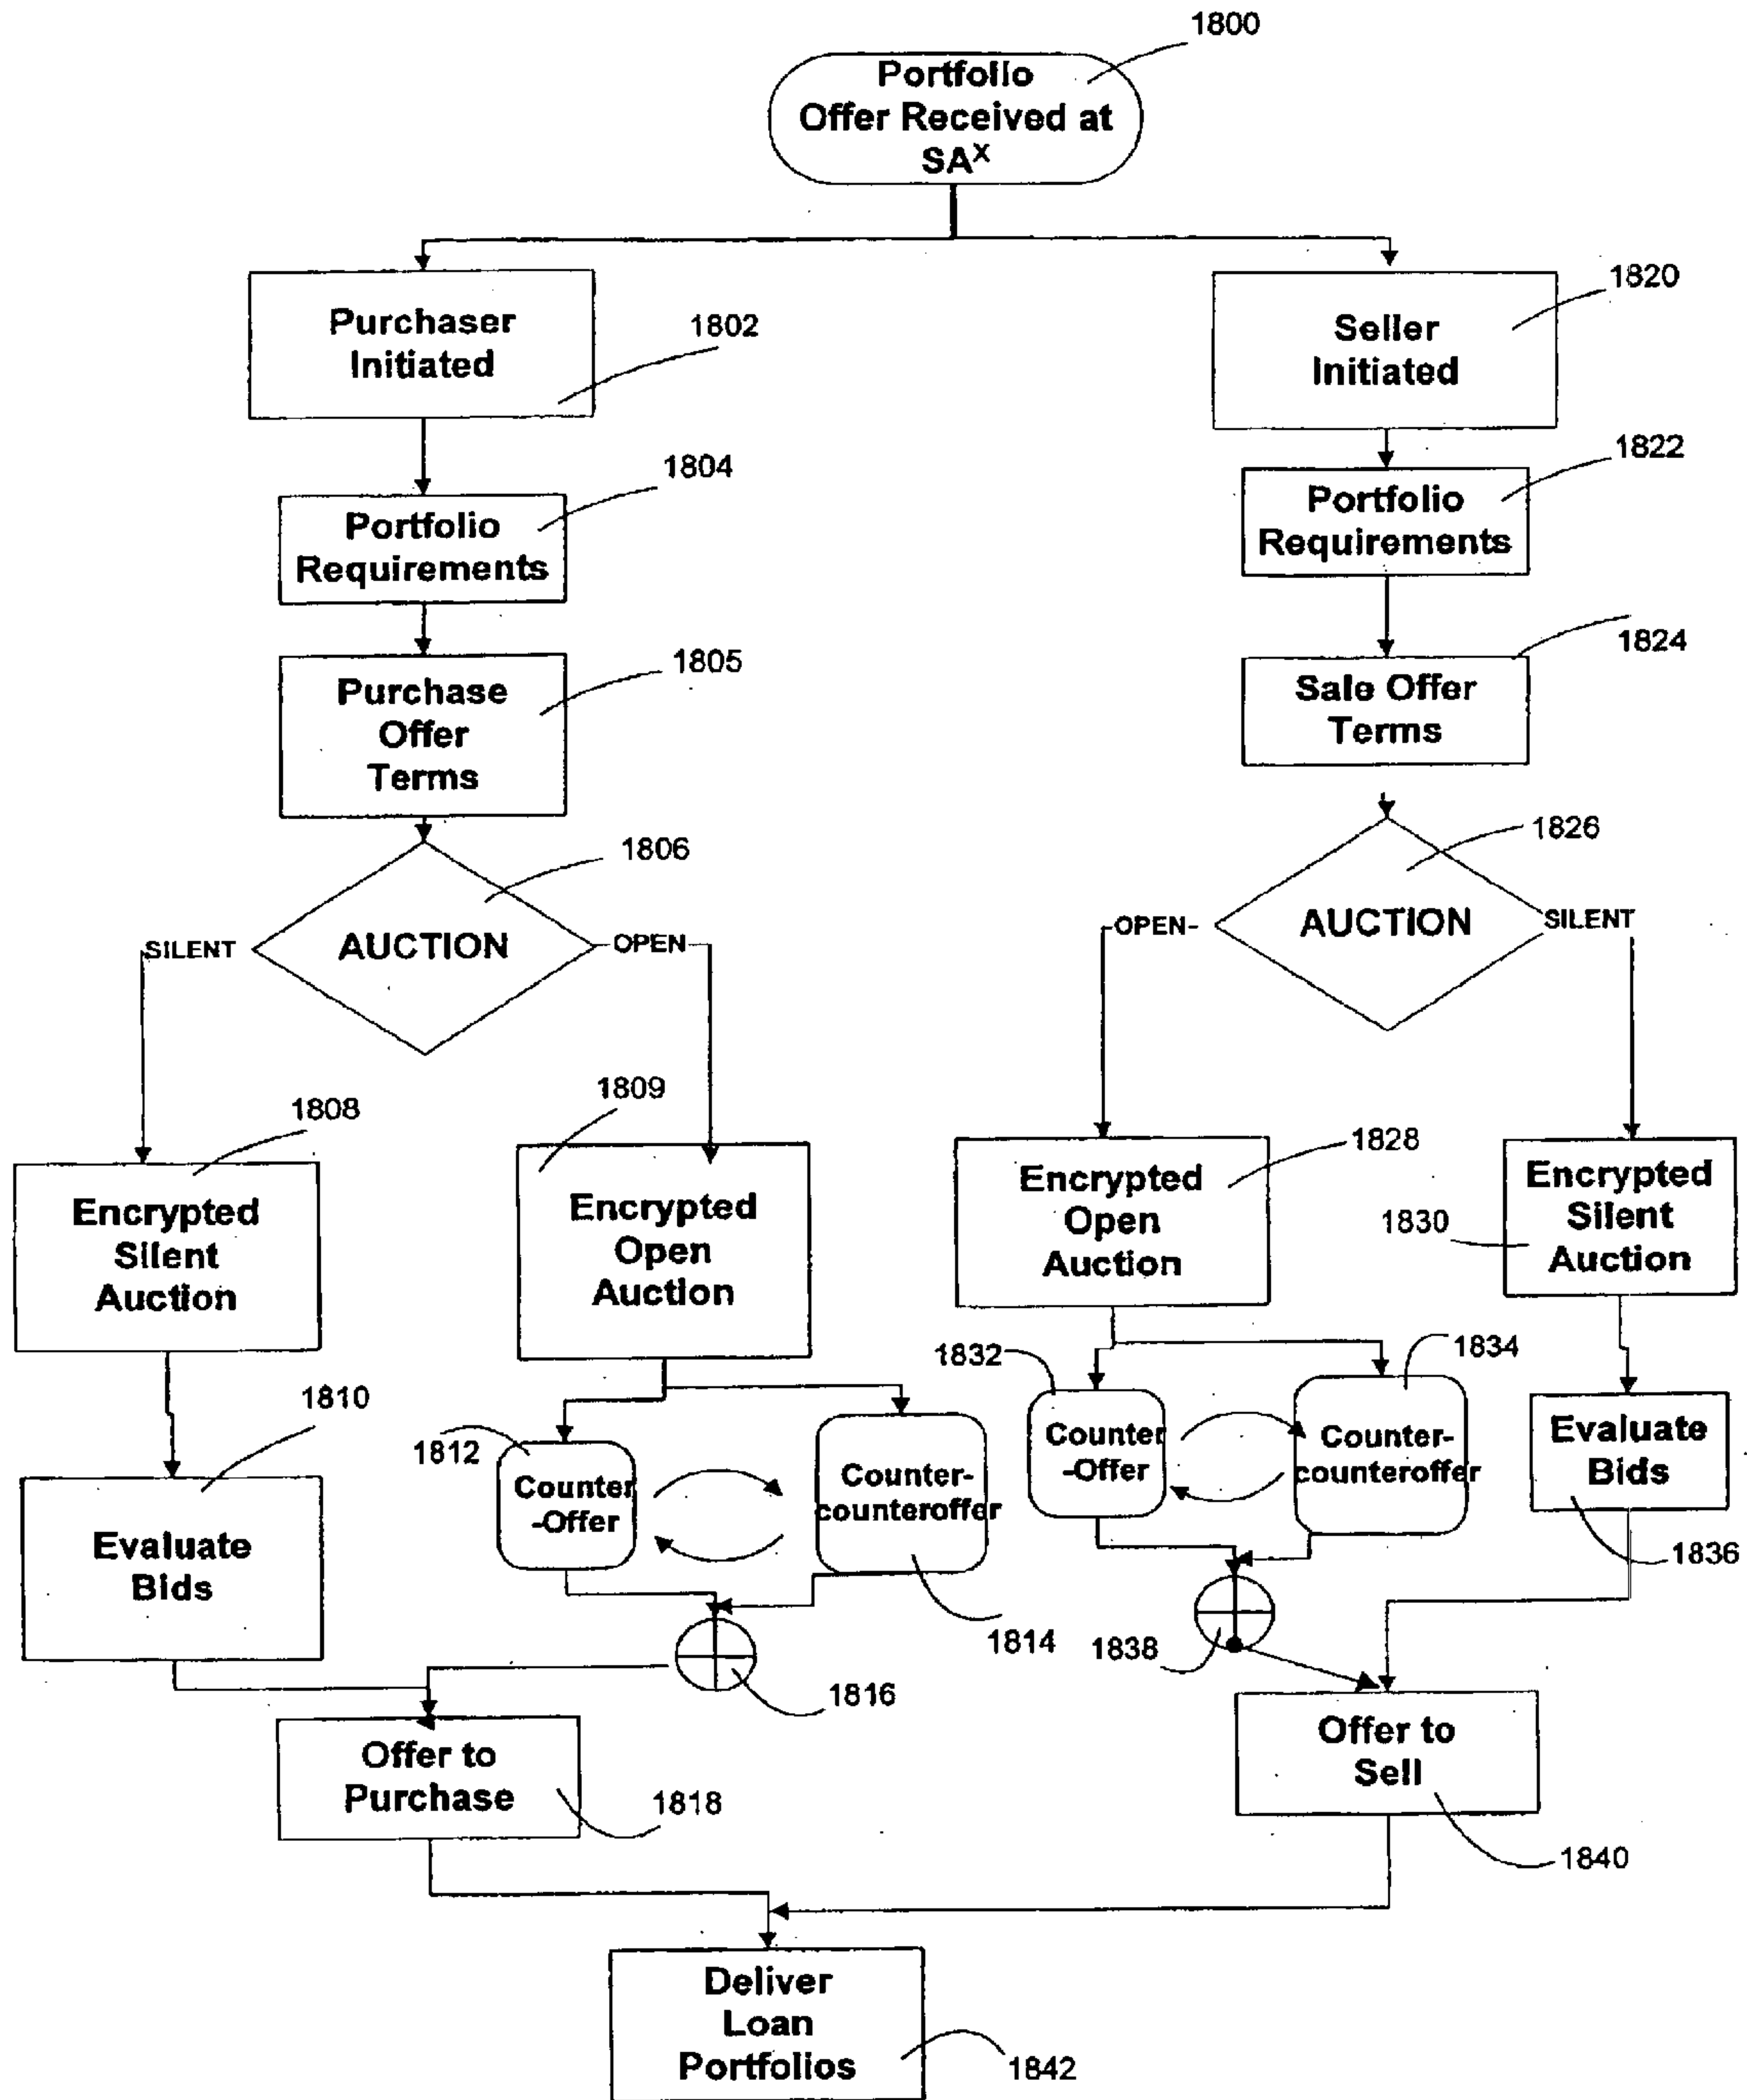 1800
Portfolio
Offer Received at
SAX
Purchaser
Initiated
1802
Seller
Initiated
1820
1804
Portfolio
Requirements
1822
Portfolio
Requirements
1805
Purchase
Offer
Terms
1824
Sale Offer
Terms
1806
AUCTION
SILENT
OPEN
1826
AUCTION
OPEN-
SILENT
1808
Encrypted
Silent
Auction
1809
Encrypted
Open
Auction
1828
Encrypted
Open
Auction
1830
Encrypted
Silent
Auction
1810
Evaluate
Bids
1812
Counter
-Offer
Counter-
counteroffer
1814
1832
Counter
-Offer
1834
Counter-
counteroffer
Evaluate
Bids
1836
1816
1838
Offer to
Purchase
1818
Offer to
Sell
1840
Deliver
Loan
Portfolios
1842